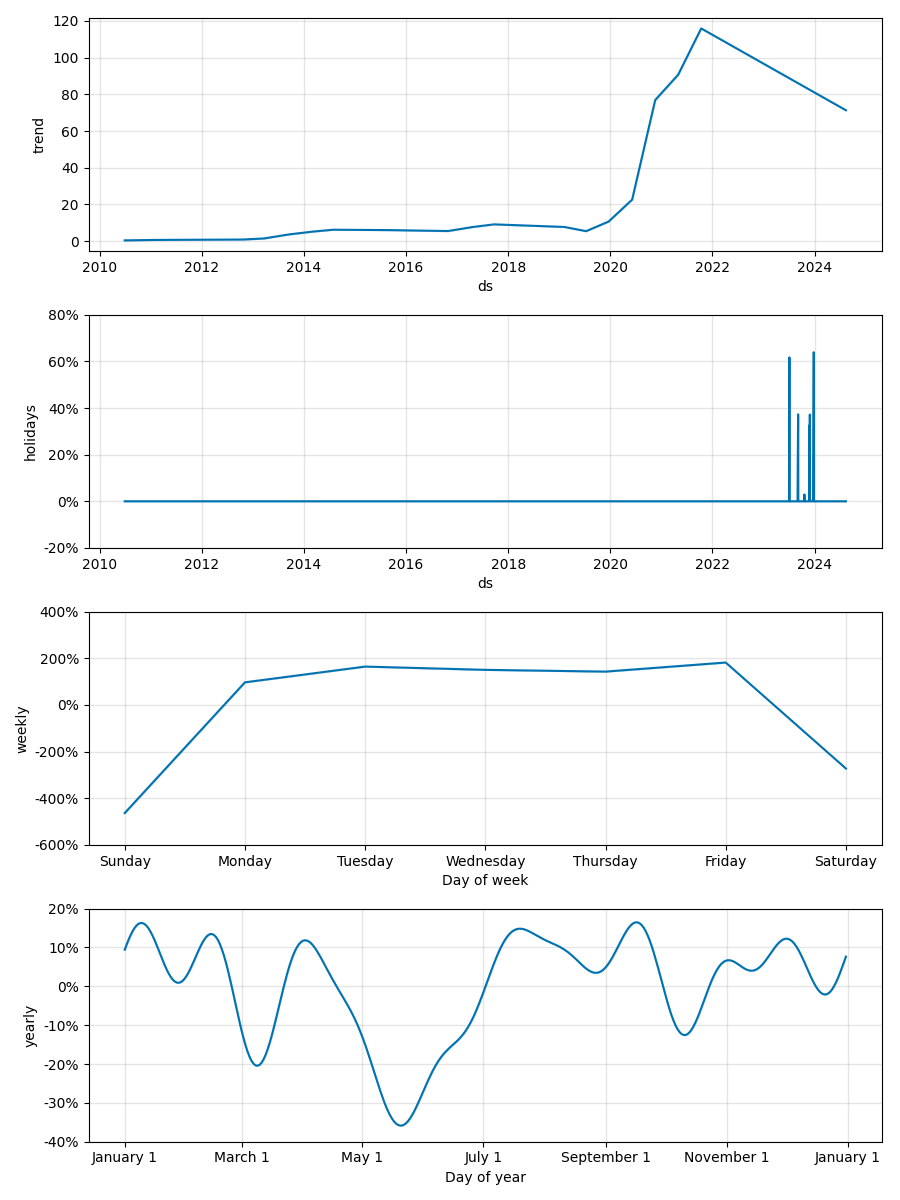 120
100
80
60
40
20
0
trend
2010 2012 2014 2016 2018 2020 2022 2024
ds
80%
60%
40%
20%
0%
-20%
holidays
2010 2012 2014 2016 2018 2020 2022 2024
ds
400%
200%
0%
-200%
-400%
-600%
weekly
Sunday Monday Tuesday Wednesday Thursday Friday Saturday
Day of week
20%
10%
0%
-10%
-20%
-30%
-40%
yearly
January 1 March 1 May 1 July 1 September 1 November 1 January 1
Day of year